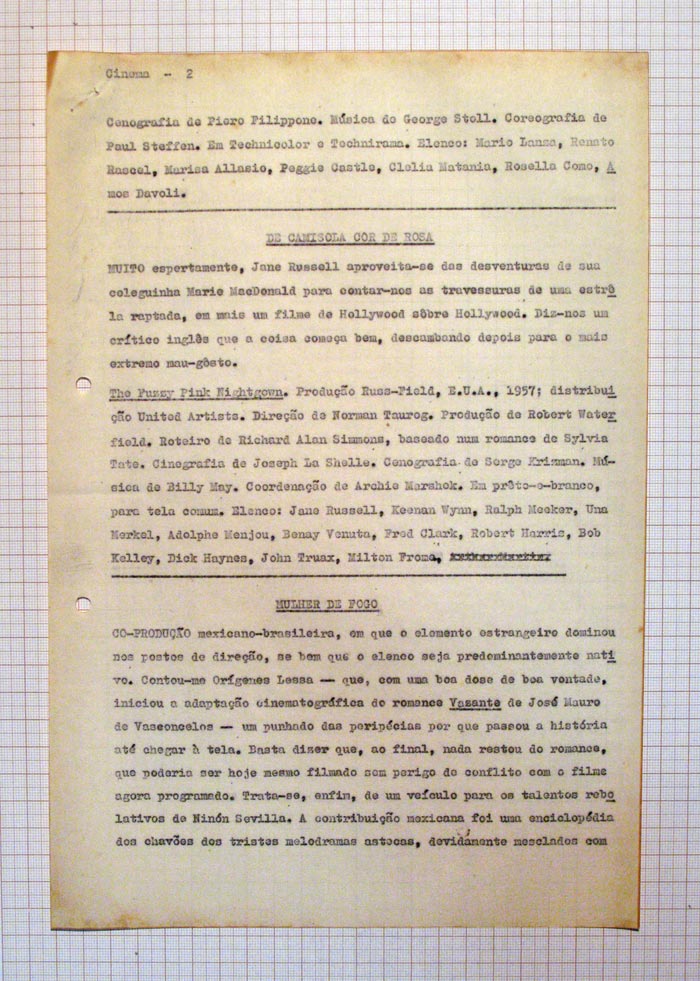 Cinema - 2
Cenografia de Piero Filippone. Música de George Stoll. Coreografia de
Paul Steffen. Em Technicolor e Technirama. Elenco: Mario Lanza, Renato
Rascel, Marisa Allasio, Peggie Castle, Clelia Matania, Rosella Como, A
mos Davoli.
DE CAMISOLA COR DE ROSA
MUITO espertamente, Jane Russell aproveita-se das desventuras de sua
coleguinha Marie MacDonald para contar-nos as travessuras de uma estrê
la raptada, em mais um filme de Hollywood sôbre Hollywood. Diz-nos um
crítico inglês que a coisa começa bem, descambando depois para o mais
extremo mau-gôsto.
The Fuzzy Pink Nightgown. Produção Russ-Field, E.U.A., 1957; distribui
ção United Artists. Direção de Norman Taurog. Produção de Robert Water
field. Roteiro de Richard Alan Simmons, baseado num romance de Sylvia
Tate. Cinografia de Joseph La Shelle. Cenografia de Serge Krizman. Mú-
sica de Billy May. Coordenação de Archie Marshek. Em prêto-e-branco,
para tela comum. Elenco: Jane Russell, Keenan Wynn, Ralph Meeker, Una
Merkel, Adolphe Menjou, Benay Venuta, Fred Clark, Robert Harris, Bob
Kelley, Dick Haynes, John Truax, Milton Frome,
MULHER DE FOGO
CO-PRODUÇÃO mexicano-brasileira, em que o elemento estrangeiro dominou
nos postos de direção, se bem que o elenco seja predominantemente nati
vo. Contou-me Orígenes Lessa — que, com uma boa dose de boa vontade,
iniciou a adaptação cinematográfica do romance Vazante de José Mauro
de Vasconcelos — um punhado das peripécias por que passou a história
até chegar à tela. Basta dizer que, ao final, nada restou do romance,
que poderia ser hoje mesmo filmado sem perigo de conflito com o filme
agora programado. Trata-se, enfim, de um veículo para os talentos rebo
lativos de Ninón Sevilla. A contribuição mexicana foi uma enciclopédia
dos chavões dos tristes melodramas astecas, devidamente mesclados com